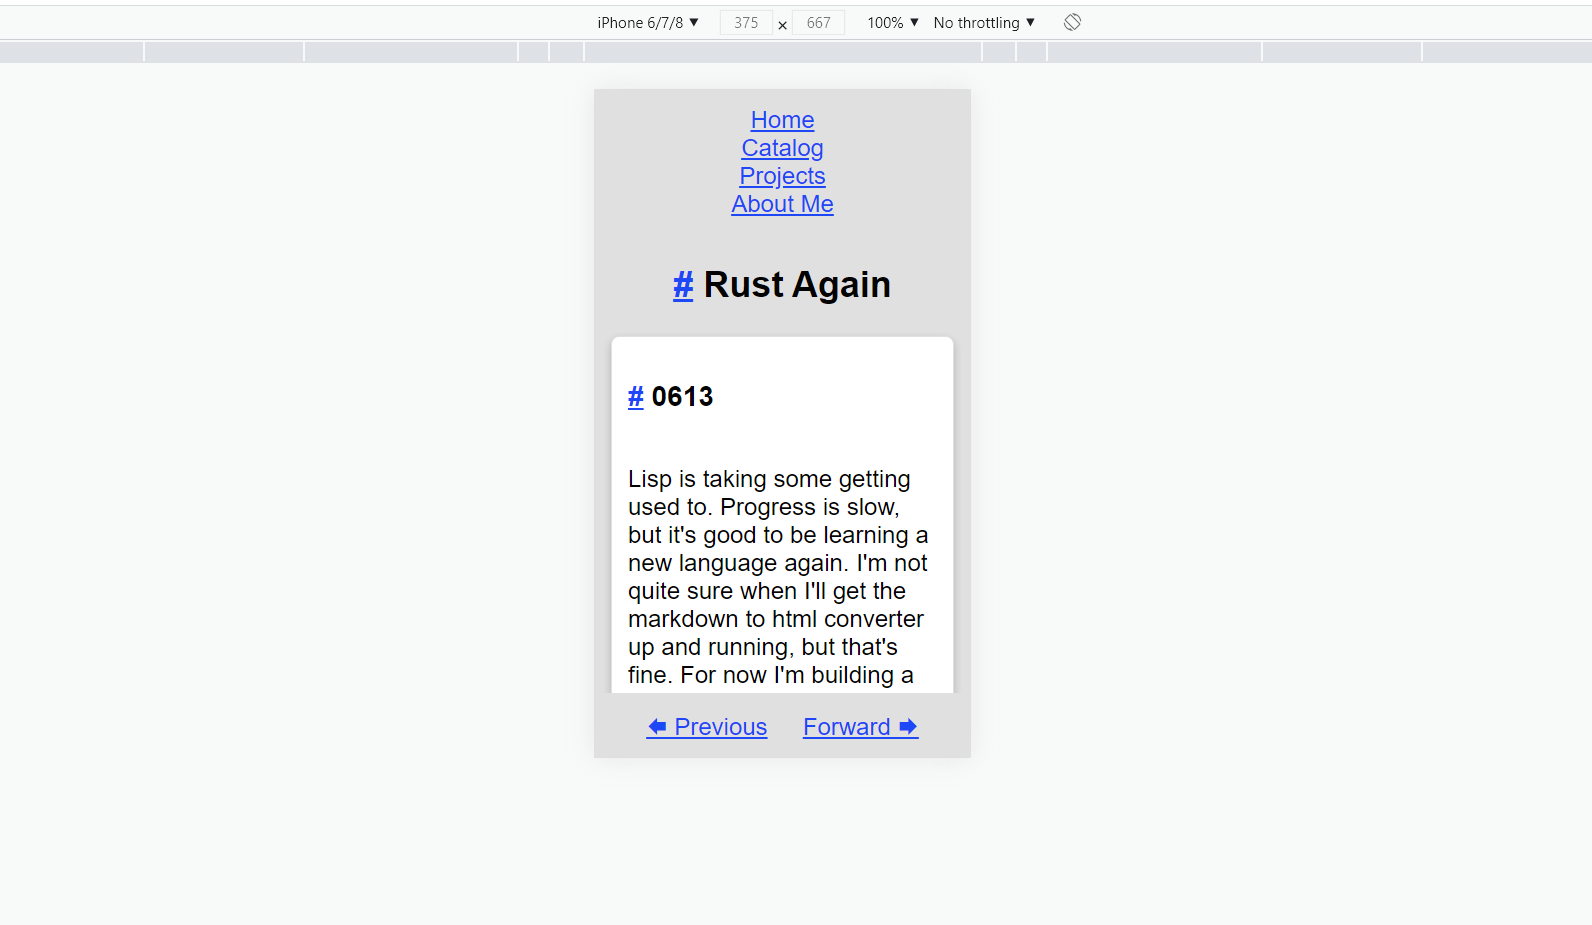 iPhone 6/7/8 ▼ 375 × 667 100% ▼ No throttling ▼
Home
Catalog
Projects
About Me
# Rust Again
# 0613
Lisp is taking some getting
used to. Progress is slow,
but it's good to be learning a
new language again. I'm not
quite sure when I'll get the
markdown to html converter
up and running, but that's
fine. For now I'm building a
🡄 Previous Forward 🡆